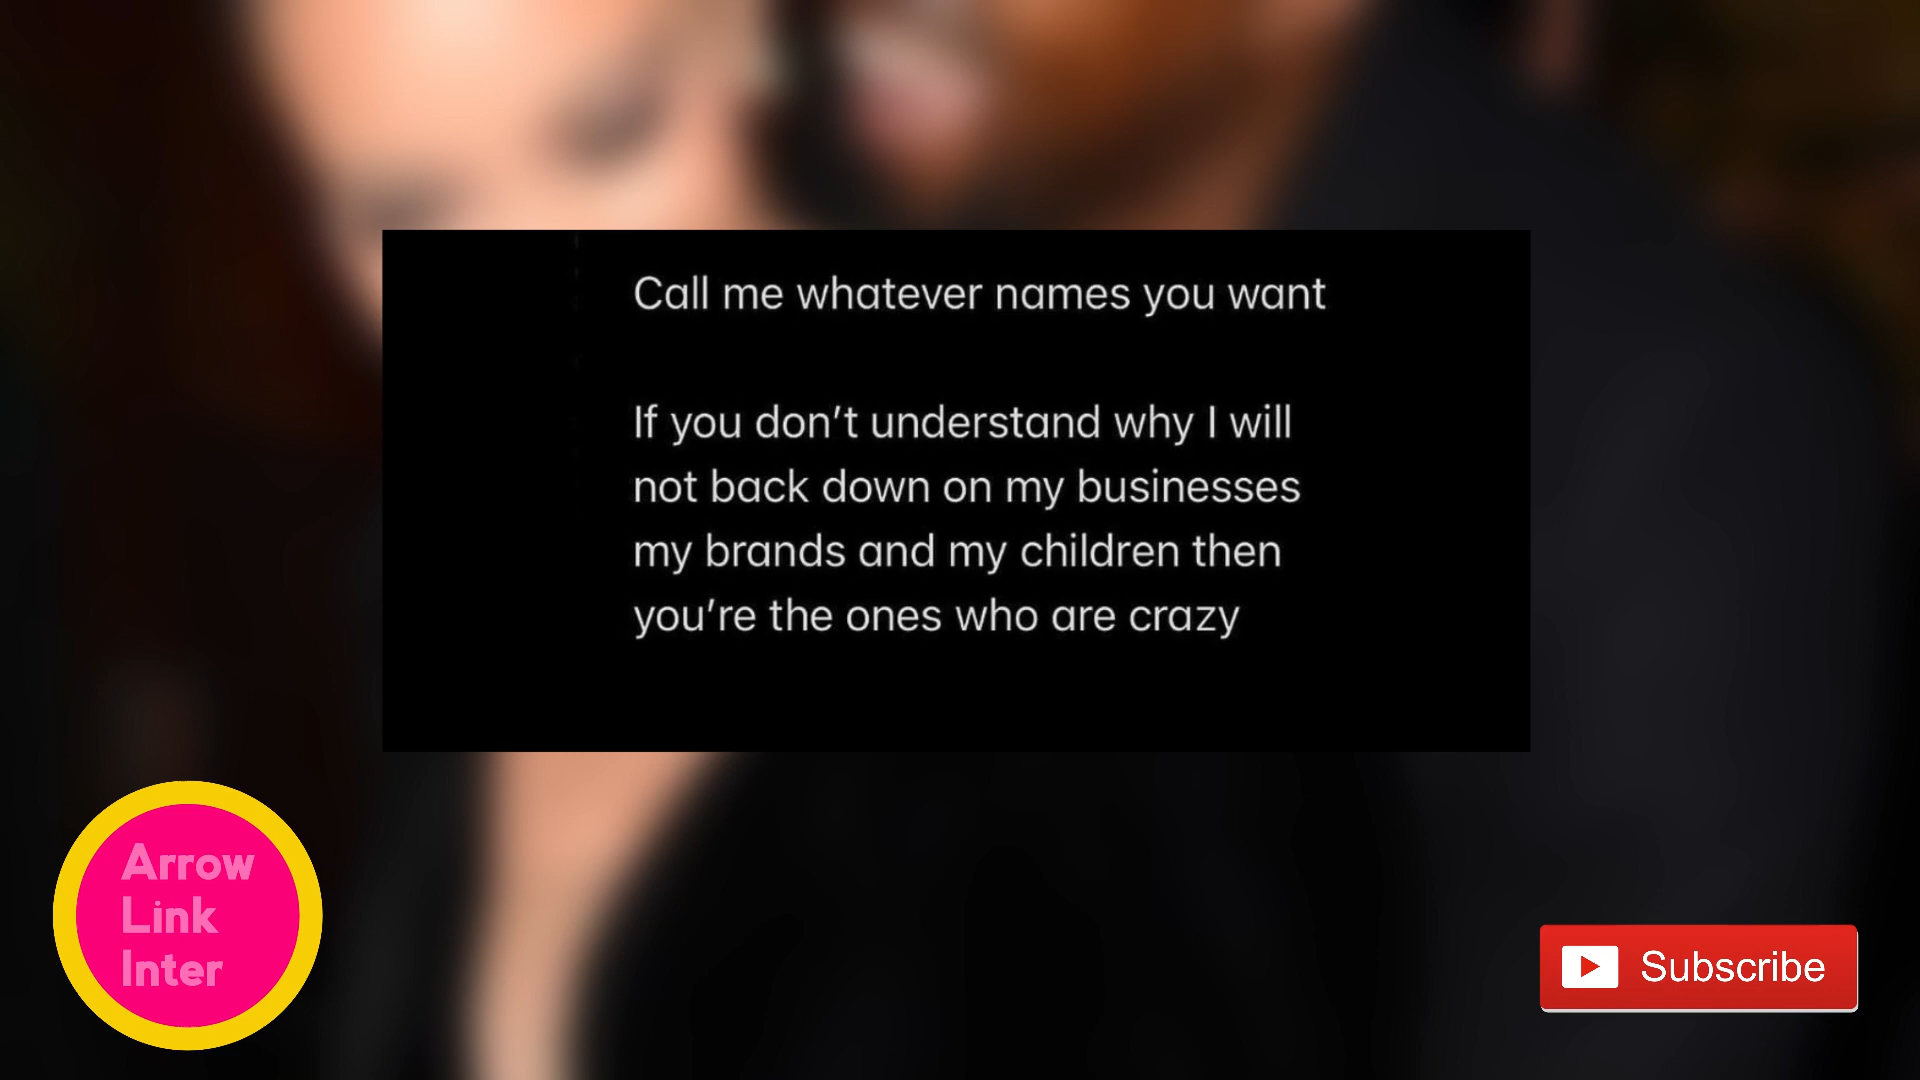 Call me whatever names you want
If you don’t understand why I will
not back down on my businesses
my brands and my children then
you’re the ones who are crazy
Arrow
Link
Inter
Subscribe